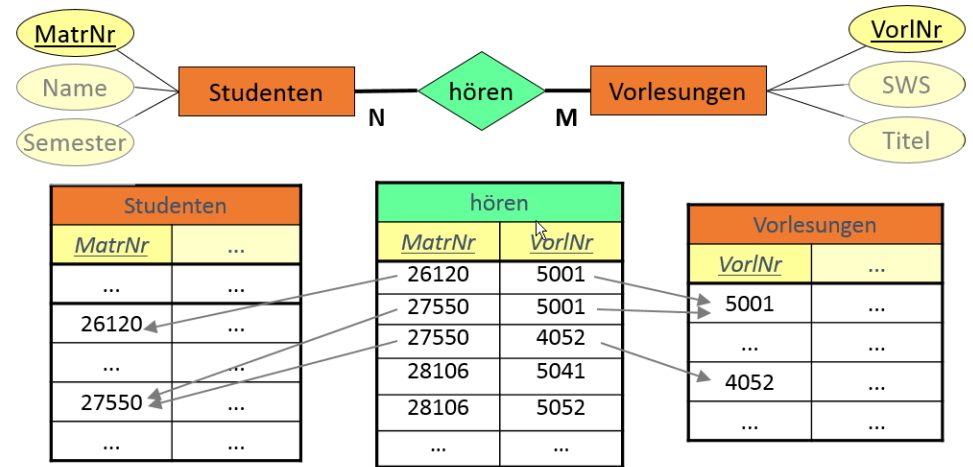 MatrNr
Name
Semester
Studenten
N
hören
M
Vorlesungen
VorlNr
SWS
Titel
Studenten
MatrNr ...
... ...
26120 ...
... ...
27550 ...
... ...
hören
MatrNr VorlNr
26120 5001
27550 5001
27550 4052
28106 5041
28106 5052
... ...
Vorlesungen
VorlNr ...
5001 ...
... ...
4052 ...
... ...